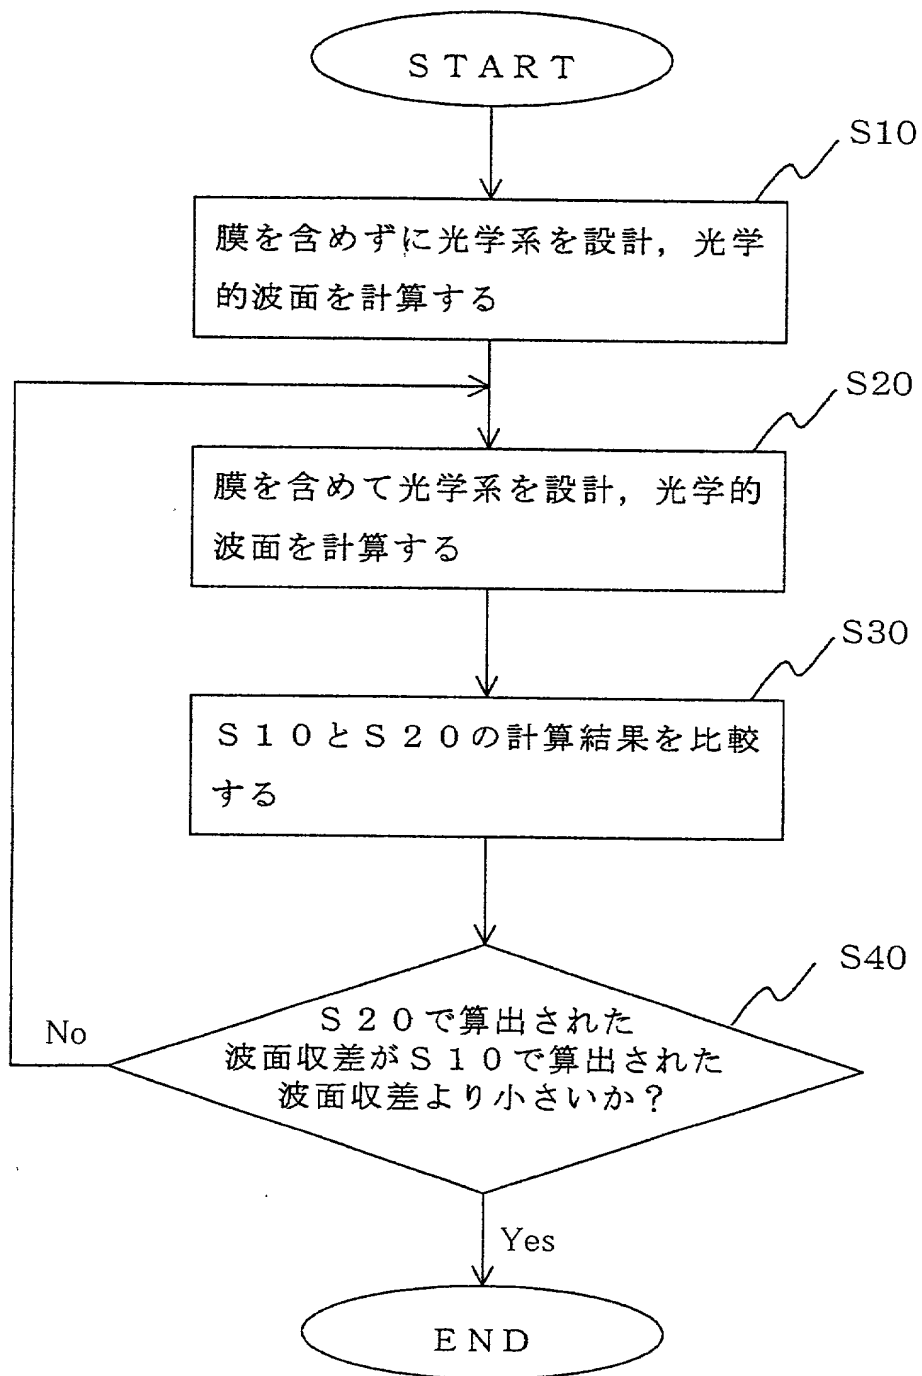 ＳＴＡＲＴ
S10
膜を含めずに光学系を設計，光学
的波面を計算する
S20
膜を含めて光学系を設計，光学的
波面を計算する
S30
Ｓ１０とＳ２０の計算結果を比較
する
S40
Ｓ２０で算出された
波面収差がＳ１０で算出された
波面収差より小さいか？
No
Yes
ＥＮＤ